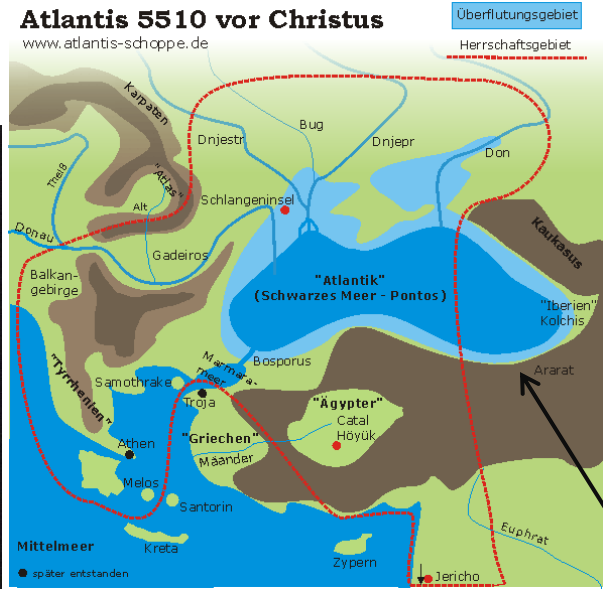 Atlantis 5510 vor Christus
www.atlantis-schoppe.de
Überflutungsgebiet
Herrschaftsgebiet
Karpaten
Dnjestr
Bug
Dnjepr
Don
Theiß
"Atlas"
Alt
Schlangeninsel
Donau
Gadeiros
Kaukasus
Balkan-
gebirge
"Atlantik"
(Schwarzes Meer - Pontos)
"Iberien"
Kolchis
Marmara-
meer
Bosporus
Ararat
"Tyrrhenien"
Samothrake
Troja
"Ägypter"
Catal
Höyük
"Griechen"
Mäander
Athen
Melos
Santorin
Kreta
Zypern
Euphrat
Mittelmeer
später entstanden
Jericho